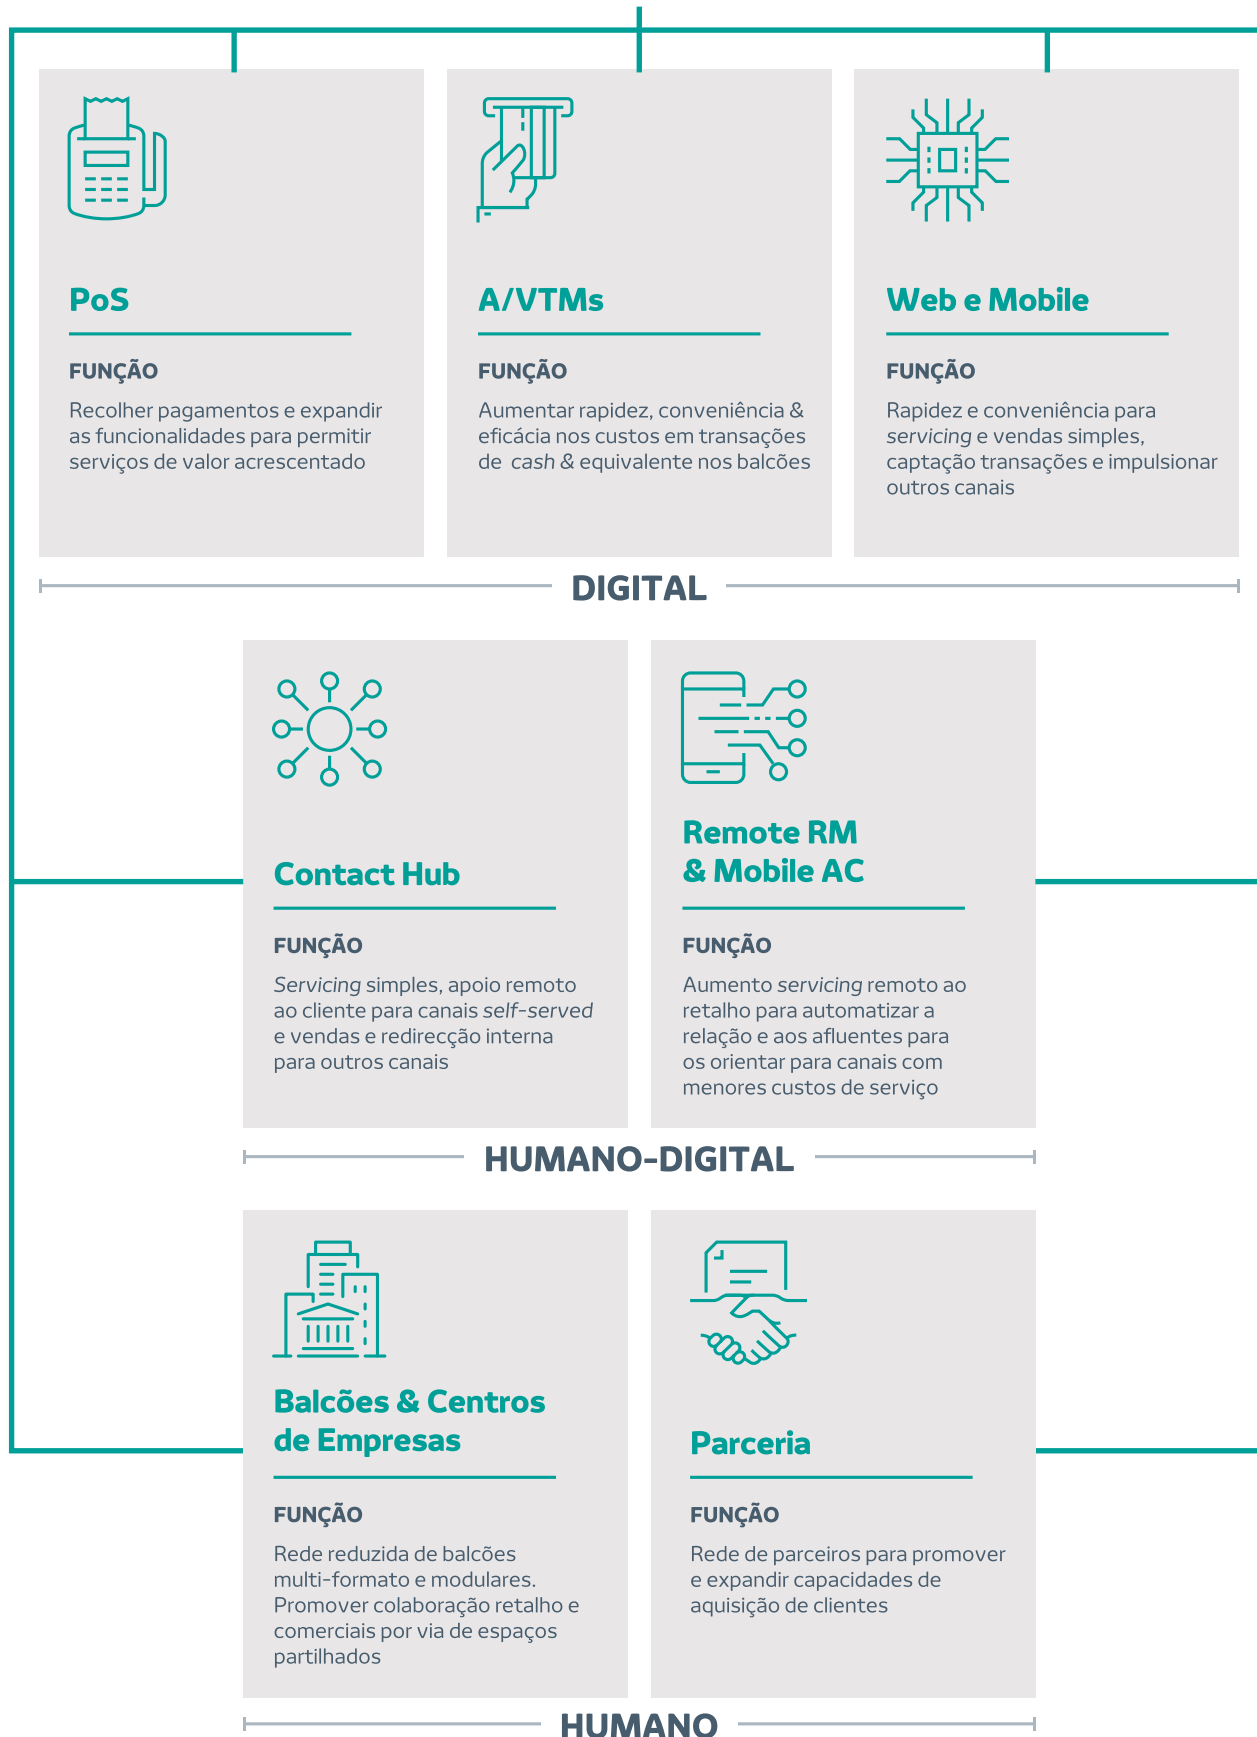 PoS
FUNÇÃO
Recolher pagamentos e expandir
as funcionalidades para permitir
serviços de valor acrescentado
A/VTMs
FUNÇÃO
Aumentar rapidez, conveniência &
eficácia nos custos em transações
de cash & equivalente nos balcões
Web e Mobile
FUNÇÃO
Rapidez e conveniência para
servicing e vendas simples,
captação transações e impulsionar
outros canais
DIGITAL
Contact Hub
FUNÇÃO
Servicing simples, apoio remoto
ao cliente para canais self-served
e vendas e redirecção interna
para outros canais
Remote RM
& Mobile AC
FUNÇÃO
Aumento servicing remoto ao
retalho para automatizar a
relação e aos afluentes para
os orientar para canais com
menores custos de serviço
HUMANO-DIGITAL
Balcões & Centros
de Empresas
FUNÇÃO
Rede reduzida de balcões
multi-formato e modulares.
Promover colaboração retalho e
comerciais por via de espaços
partilhados
Parceria
FUNÇÃO
Rede de parceiros para promover
e expandir capacidades de
aquisição de clientes
HUMANO